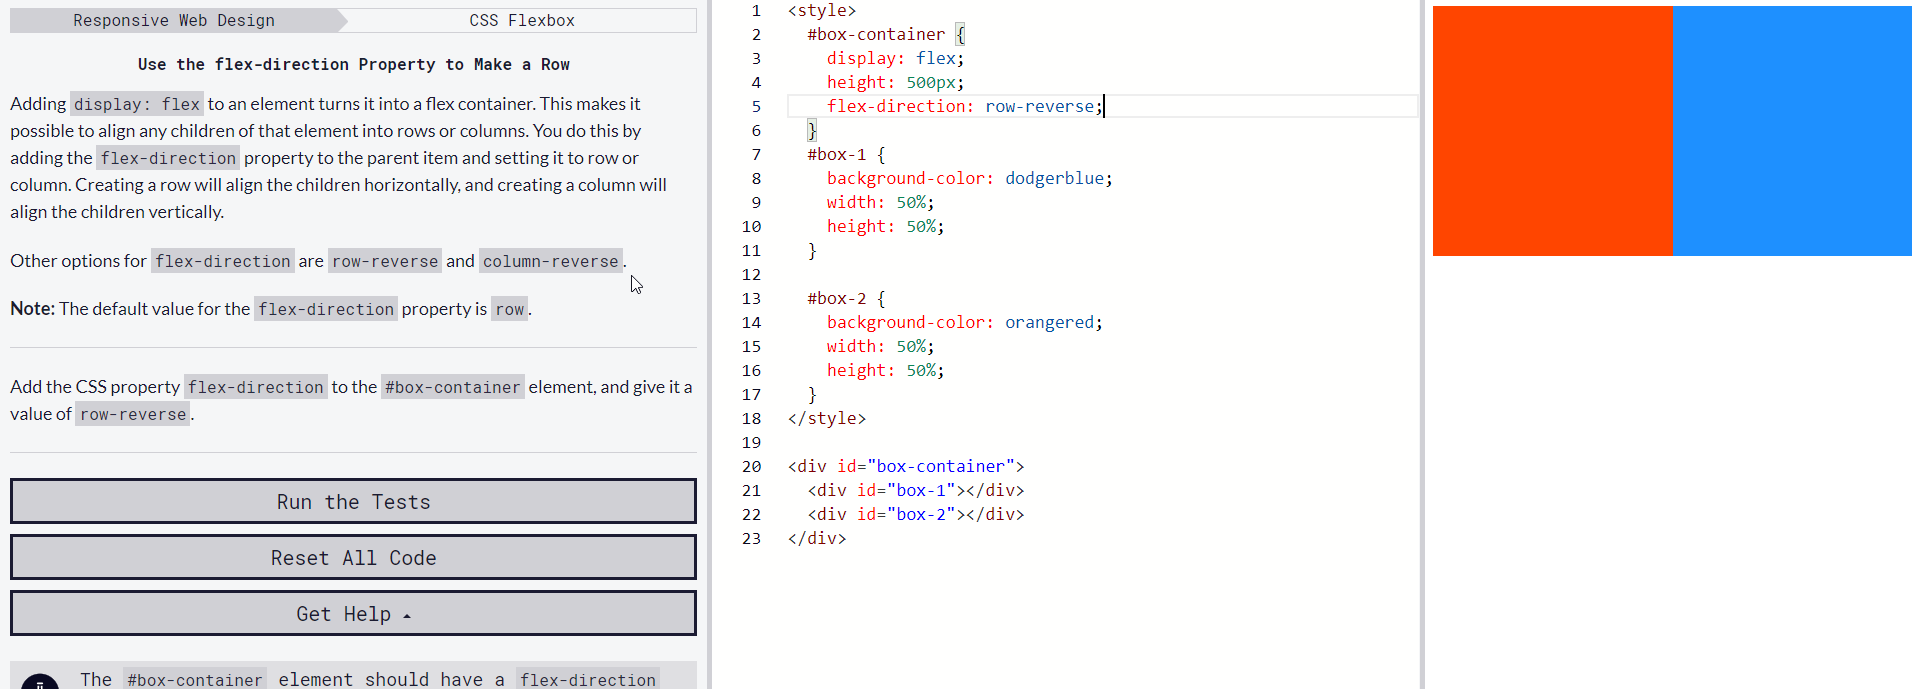 Responsive Web Design
CSS Flexbox
Use the flex-direction Property to Make a Row
Adding display: flex to an element turns it into a flex container. This makes it
possible to align any children of that element into rows or columns. You do this by
adding the flex-direction property to the parent item and setting it to row or
column. Creating a row will align the children horizontally, and creating a column will
align the children vertically.
Other options for flex-direction are row-reverse and column-reverse.
Note: The default value for the flex-direction property is row.
Add the CSS property flex-direction to the #box-container element, and give it a
value of row-reverse.
Run the Tests
Reset All Code
Get Help
The #box-container element should have a flex-direction
1 <style>
2 #box-container {
3 display: flex;
4 height: 500px;
5 flex-direction: row-reverse;
6 }
7 #box-1 {
8 background-color: dodgerblue;
9 width: 50%;
10 height: 50%;
11 }
12
13 #box-2 {
14 background-color: orangered;
15 width: 50%;
16 height: 50%;
17 }
18 </style>
19
20 <div id="box-container">
21 <div id="box-1"></div>
22 <div id="box-2"></div>
23 </div>